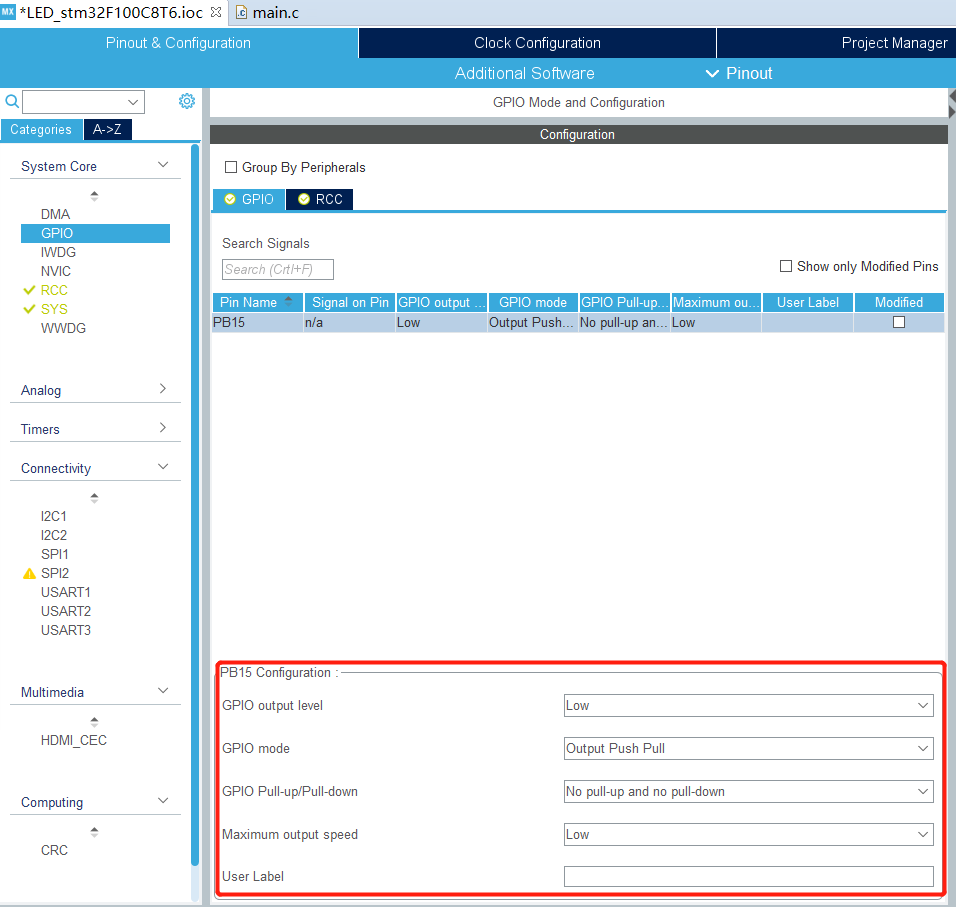 MX *LED_stm32F100C8T6.ioc
main.c
Pinout & Configuration
Clock Configuration
Project Manager
Additional Software
Pinout
GPIO Mode and Configuration
Categories
A->Z
Configuration
System Core
DMA
GPIO
IWDG
NVIC
RCC
SYS
WWDG
Analog
Timers
Connectivity
I2C1
I2C2
SPI1
SPI2
USART1
USART2
USART3
Multimedia
HDMI_CEC
Computing
CRC
Group By Peripherals
GPIO
RCC
Search Signals
Search (CrtI+F)
Show only Modified Pins
Pin Name Signal on Pin GPIO output ... GPIO mode GPIO Pull-up... Maximum ou... User Label Modified
PB15 n/a Low Output Push... No pull-up an... Low
PB15 Configuration :
GPIO output level Low
GPIO mode Output Push Pull
GPIO Pull-up/Pull-down No pull-up and no pull-down
Maximum output speed Low
User Label